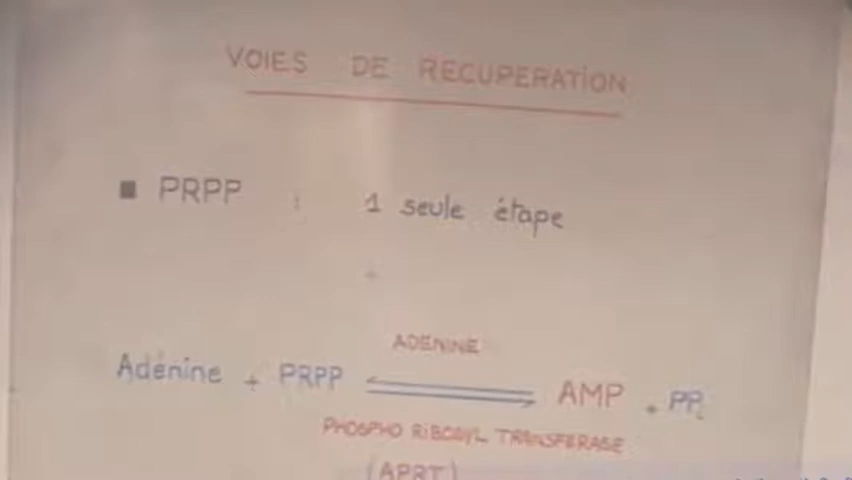 VOIES DE RECUPERATION
■ PRPP : 1 seule étape
ADENINE
Adénine + PRPP ⇌ AMP + PPi
PHOSPHO RIBOSYL TRANSFERASE
(APRT)